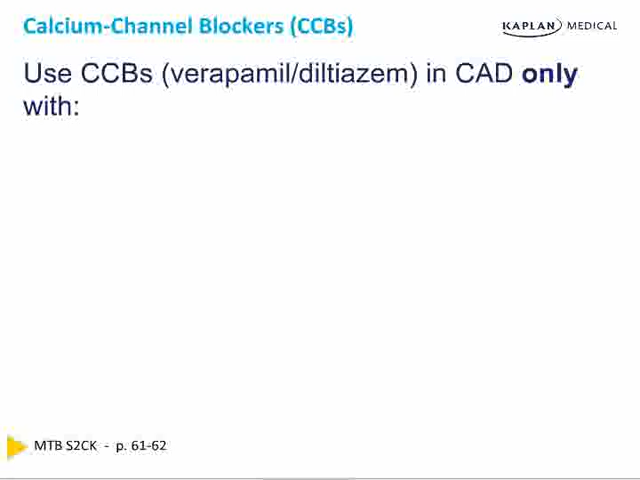 Calcium-Channel Blockers (CCBs)
KAPLAN MEDICAL
Use CCBs (verapamil/diltiazem) in CAD only
with:
MTB S2CK - p. 61-62